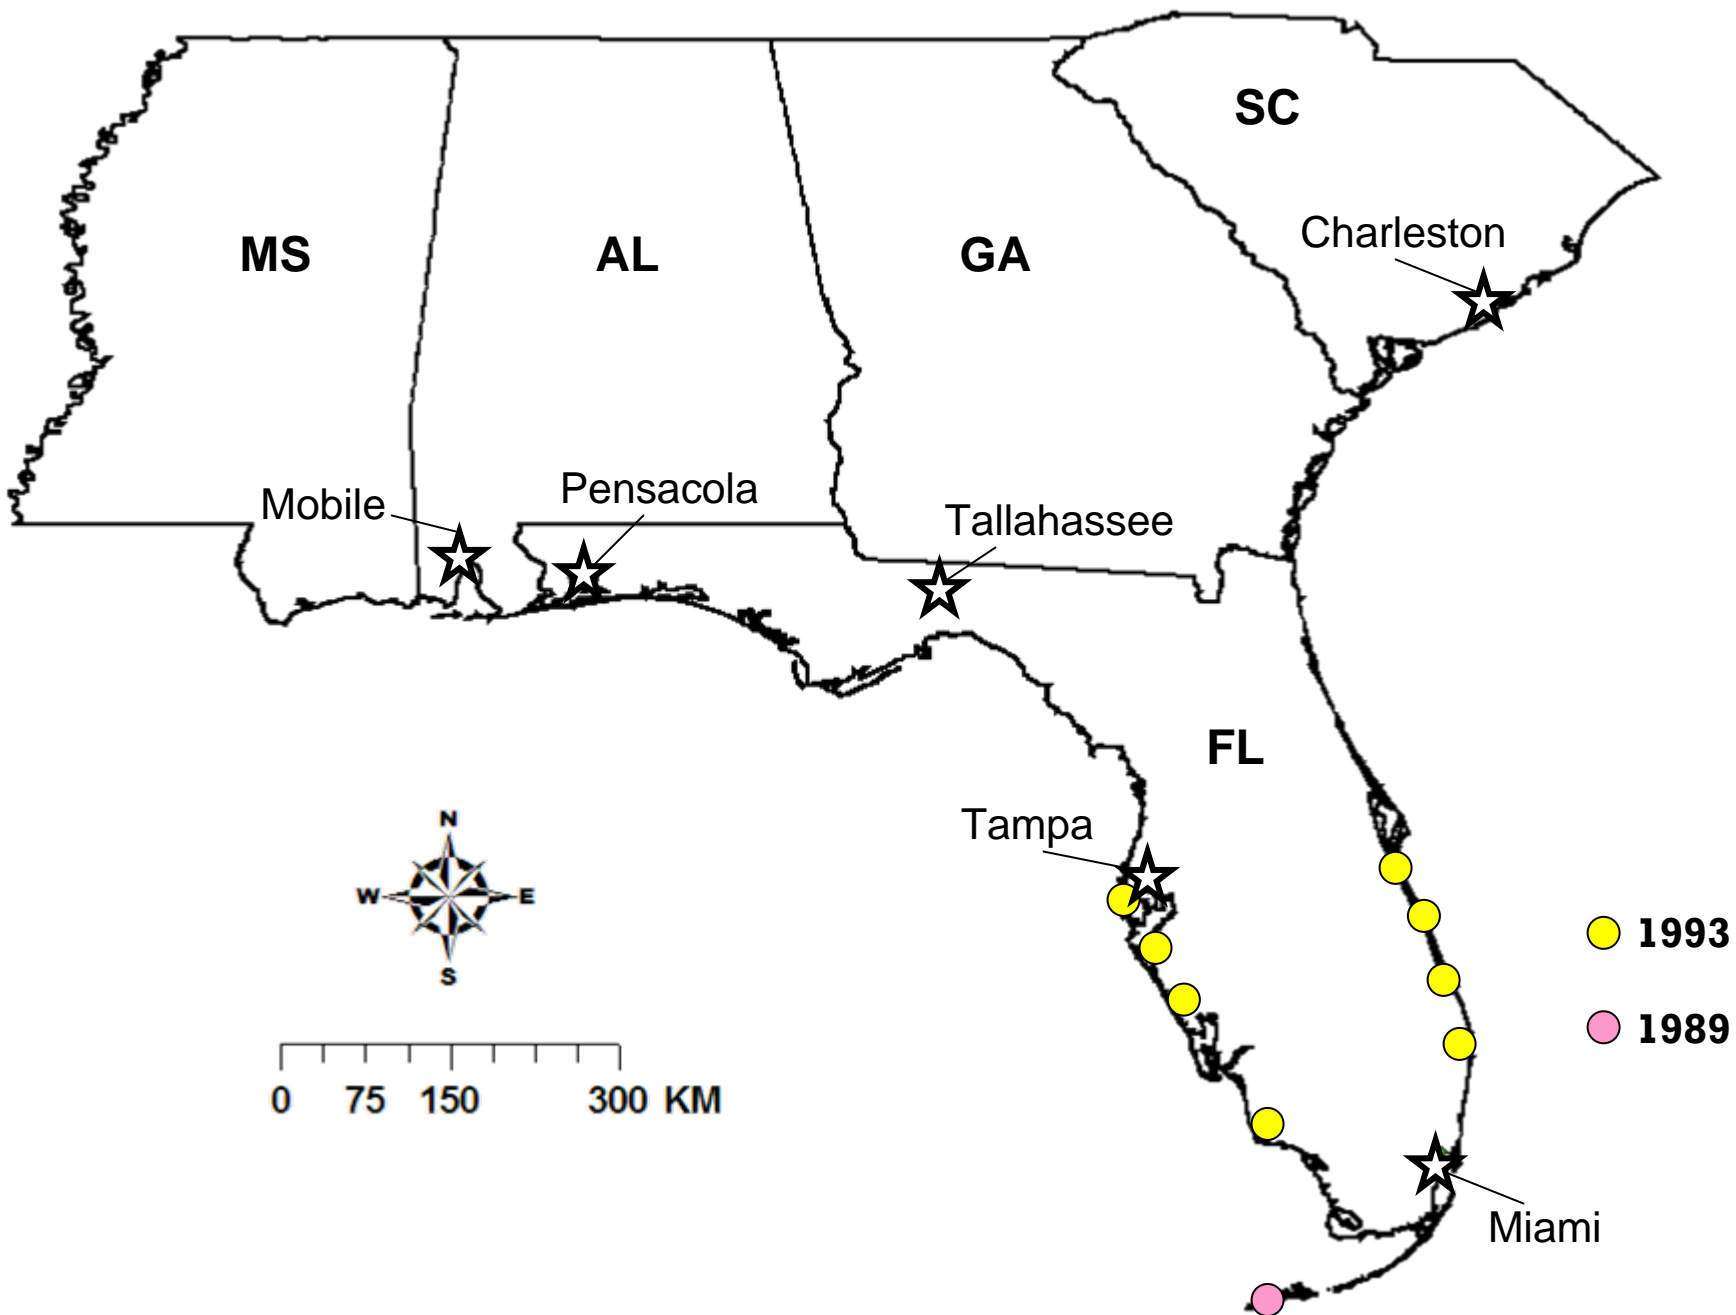 SC
Charleston
MS
AL
GA
Mobile
Pensacola
Tallahassee
FL
Tampa
N
W
E
S
1993
1989
0 75 150 300 KM
Miami